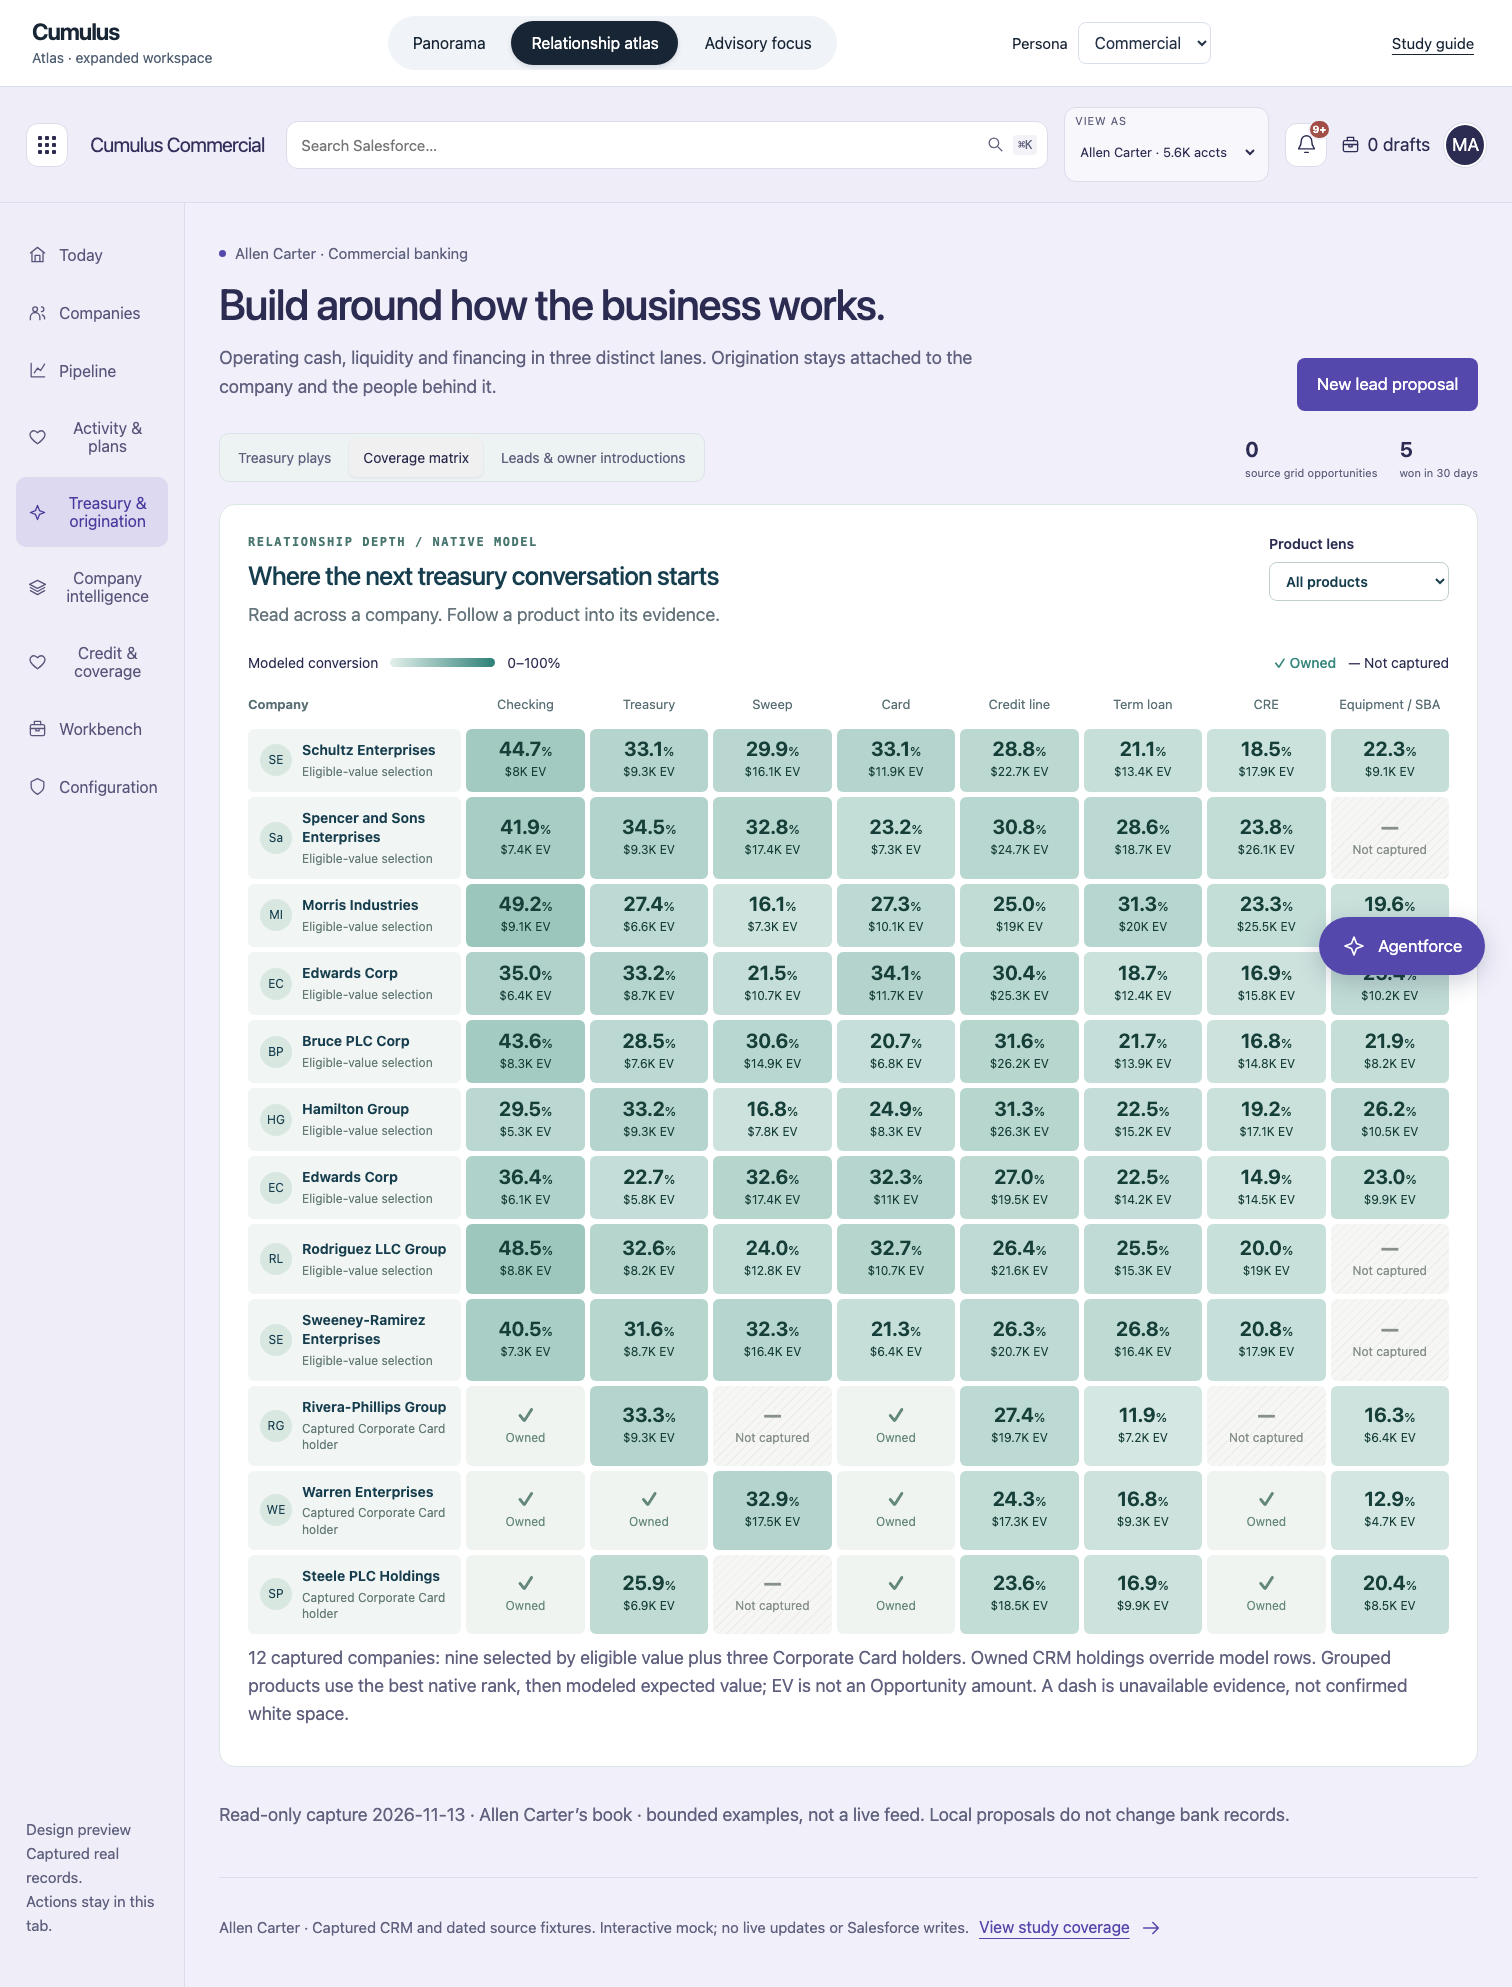 Cumulus
Atlas · expanded workspace
Panorama
Relationship atlas
Advisory focus
Persona
Commercial
Study guide
Cumulus Commercial
Search Salesforce...
⌘K
VIEW AS
Allen Carter · 5.6K accts
9+
0 drafts
MA
Today
Companies
Pipeline
Activity &
plans
Treasury &
origination
Company
intelligence
Credit &
coverage
Workbench
Configuration
Allen Carter · Commercial banking
Build around how the business works.
Operating cash, liquidity and financing in three distinct lanes. Origination stays attached to the
company and the people behind it.
New lead proposal
Treasury plays
Coverage matrix
Leads & owner introductions
0
source grid opportunities
5
won in 30 days
RELATIONSHIP DEPTH / NATIVE MODEL
Where the next treasury conversation starts
Read across a company. Follow a product into its evidence.
Product lens
All products
Modeled conversion 0–100%
✓ Owned — Not captured
Company Checking Treasury Sweep Card Credit line Term loan CRE Equipment / SBA
SE Schultz Enterprises 44.7% 33.1% 29.9% 33.1% 28.8% 21.1% 18.5% 22.3%
Eligible-value selection $8K EV $9.3K EV $16.1K EV $11.9K EV $22.7K EV $13.4K EV $17.9K EV $9.1K EV
Sa Spencer and Sons
Enterprises 41.9% 34.5% 32.8% 23.2% 30.8% 28.6% 23.8% —
Eligible-value selection $7.4K EV $9.3K EV $17.4K EV $7.3K EV $24.7K EV $18.7K EV $26.1K EV Not captured
MI Morris Industries 49.2% 27.4% 16.1% 27.3% 25.0% 31.3% 23.3% 19.6%
Eligible-value selection $9.1K EV $6.6K EV $7.3K EV $10.1K EV $19K EV $20K EV $25.5K EV
Agentforce
EC Edwards Corp 35.0% 33.2% 21.5% 34.1% 30.4% 18.7% 16.9%
Eligible-value selection $6.4K EV $8.7K EV $10.7K EV $11.7K EV $25.3K EV $12.4K EV $15.8K EV $10.2K EV
BP Bruce PLC Corp 43.6% 28.5% 30.6% 20.7% 31.6% 21.7% 16.8% 21.9%
Eligible-value selection $8.3K EV $7.6K EV $14.9K EV $6.8K EV $26.2K EV $13.9K EV $14.8K EV $8.2K EV
HG Hamilton Group 29.5% 33.2% 16.8% 24.9% 31.3% 22.5% 19.2% 26.2%
Eligible-value selection $5.3K EV $9.3K EV $7.8K EV $8.3K EV $26.3K EV $15.2K EV $17.1K EV $10.5K EV
EC Edwards Corp 36.4% 22.7% 32.6% 32.3% 27.0% 22.5% 14.9% 23.0%
Eligible-value selection $6.1K EV $5.8K EV $17.4K EV $11K EV $19.5K EV $14.2K EV $14.5K EV $9.9K EV
RL Rodriguez LLC Group 48.5% 32.6% 24.0% 32.7% 26.4% 25.5% 20.0% —
Eligible-value selection $8.8K EV $8.2K EV $12.8K EV $10.7K EV $21.6K EV $15.3K EV $19K EV Not captured
SE Sweeney-Ramirez
Enterprises 40.5% 31.6% 32.3% 21.3% 26.3% 26.8% 20.8% —
Eligible-value selection $7.3K EV $8.7K EV $16.4K EV $6.4K EV $20.7K EV $16.4K EV $17.9K EV Not captured
RG Rivera-Phillips Group ✓ 33.3% — ✓ 27.4% 11.9% — 16.3%
Captured Corporate Card
holder Owned $9.3K EV Not captured Owned $19.7K EV $7.2K EV Not captured $6.4K EV
WE Warren Enterprises ✓ ✓ 32.9% ✓ 24.3% 16.8% ✓ 12.9%
Captured Corporate Card
holder Owned Owned $17.5K EV Owned $17.3K EV $9.3K EV Owned $4.7K EV
SP Steele PLC Holdings ✓ 25.9% — ✓ 23.6% 16.9% ✓ 20.4%
Captured Corporate Card
holder Owned $6.9K EV Not captured Owned $18.5K EV $9.9K EV Owned $8.5K EV
12 captured companies: nine selected by eligible value plus three Corporate Card holders. Owned CRM holdings override model rows. Grouped
products use the best native rank, then modeled expected value; EV is not an Opportunity amount. A dash is unavailable evidence, not confirmed
white space.
Read-only capture 2026-11-13 · Allen Carter’s book · bounded examples, not a live feed. Local proposals do not change bank records.
Design preview
Captured real
records.
Actions stay in this
tab.
Allen Carter · Captured CRM and dated source fixtures. Interactive mock; no live updates or Salesforce writes. View study coverage →